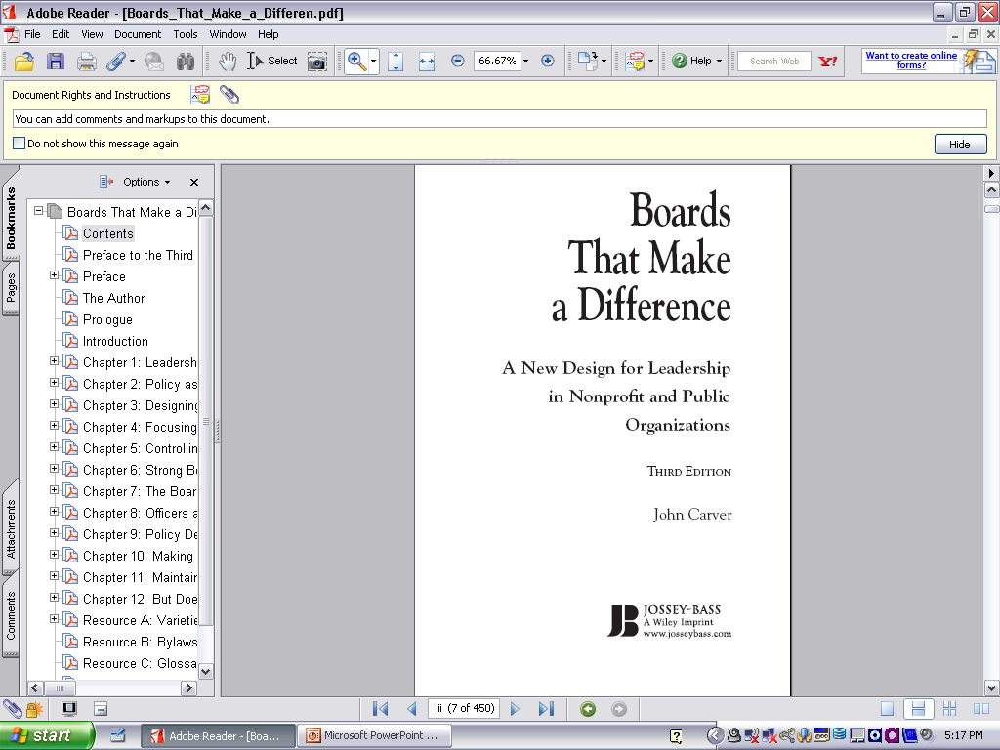 Adobe Reader - [Boards_That_Make_a_Differen.pdf]
File Edit View Document Tools Window Help
Select 66.67% Help Search Web Y! Want to create online forms?
Document Rights and Instructions
You can add comments and markups to this document.
Do not show this message again
Hide
Bookmarks
Pages
Attachments
Comments
Options
Boards That Make a Di
Contents
Preface to the Third
Preface
The Author
Prologue
Introduction
Chapter 1: Leadersh
Chapter 2: Policy as
Chapter 3: Designing
Chapter 4: Focusing
Chapter 5: Controllin
Chapter 6: Strong B
Chapter 7: The Boar
Chapter 8: Officers a
Chapter 9: Policy De
Chapter 10: Making
Chapter 11: Maintair
Chapter 12: But Doe
Resource A: Varietie
Resource B: Bylaws
Resource C: Glossa
Boards
That Make
a Difference
A New Design for Leadership
in Nonprofit and Public
Organizations
Third Edition
John Carver
JB
JOSSEY-BASS
A Wiley Imprint
www.josseybass.com
iii (7 of 450)
start
Adobe Reader - [Boa...
Microsoft PowerPoint ...
5:17 PM